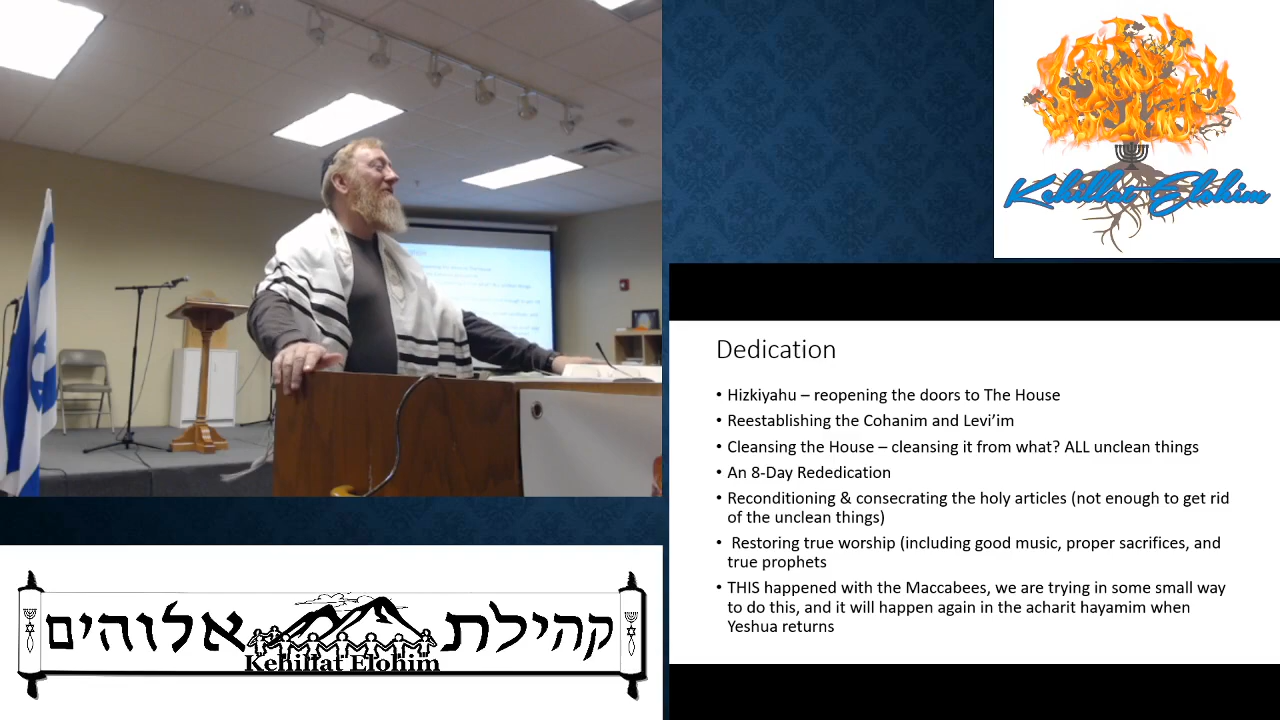 Kehillat Elohim
Dedication
• Hizkiyahu – reopening the doors to The House
• Reestablishing the Cohanim and Levi’im
• Cleansing the House – cleansing it from what? ALL unclean things
• An 8-Day Rededication
• Reconditioning & consecrating the holy articles (not enough to get rid
of the unclean things)
• Restoring true worship (including good music, proper sacrifices, and
true prophets
• THIS happened with the Maccabees, we are trying in some small way
to do this, and it will happen again in the acharit hayamim when
Yeshua returns
קהילת אלוהים
Kehillat Elohim